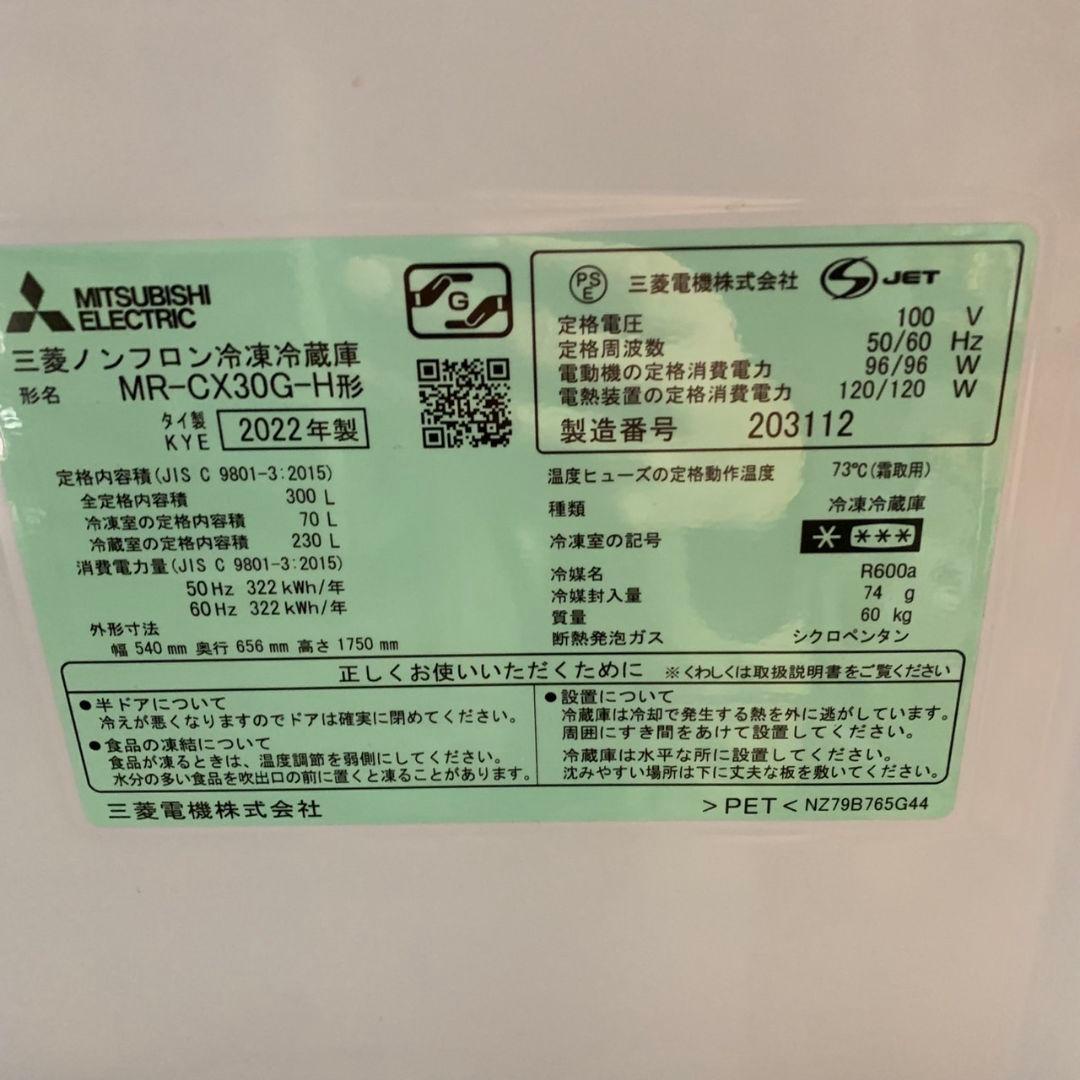 MITSUBISHI
ELECTRIC
G
三菱ノンフロン冷凍冷蔵庫
形名 MR-CX30G-H形
タイ製
KYE 2022年製
PSE 三菱電機株式会社 S JET
定格電圧 100 V
定格周波数 50/60 Hz
電動機の定格消費電力 96/96 W
電熱装置の定格消費電力 120/120 W
製造番号 203112
定格内容積(JIS C 9801-3:2015)
全定格内容積 300 L
冷凍室の定格内容積 70 L
冷蔵室の定格内容積 230 L
消費電力量(JIS C 9801-3:2015)
50Hz 322kWh/年
60Hz 322kWh/年
外形寸法
幅 540 mm 奥行 656 mm 高さ 1750 mm
温度ヒューズの定格動作温度 73℃(霜取用)
種類 冷凍冷蔵庫
冷凍室の記号 * ***
冷媒名 R600a
冷媒封入量 74 g
質量 60 kg
断熱発泡ガス シクロペンタン
正しくお使いいただくために ※くわしくは取扱説明書をご覧ください
●半ドアについて
冷えが悪くなりますのでドアは確実に閉めてください。
●食品の凍結について
食品が凍るときは、温度調節を弱側にしてください。
水分の多い食品を吹出口の前に置くと凍ることがあります。
●設置について
冷蔵庫は冷却で発生する熱を外に逃がしています。
周囲にすき間をあけて設置してください。
冷蔵庫は水平な所に設置してください。
沈みやすい場所は下に丈夫な板を敷いてください。
三菱電機株式会社 >PET< NZ79B765G44